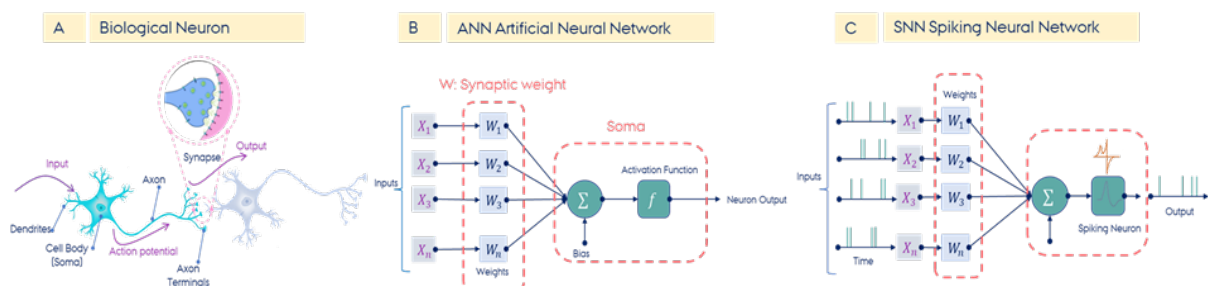 A
Biological Neuron
Input
Output
Synapse
Axon
Dendrites
Cell Body
(Soma)
Action potential
Axon
Terminals
B
ANN Artificial Neural Network
W: Synaptic weight
Inputs
X₁
X₂
X₃
Xₙ
W₁
W₂
W₃
Wₙ
Weights
Soma
Activation Function
Σ
f
Bias
Neuron Output
C
SNN Spiking Neural Network
Weights
Inputs
X₁
X₂
X₃
Xₙ
W₁
W₂
W₃
Wₙ
Time
Σ
Spiking Neuron
Output